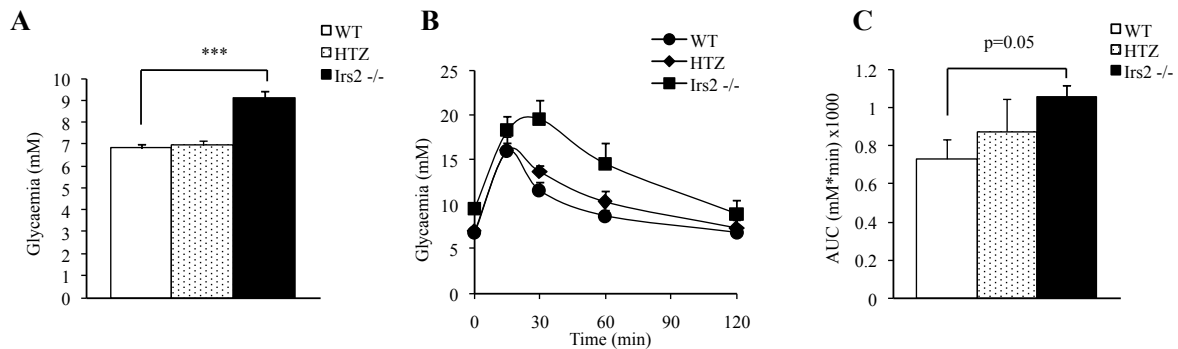 A
WT
HTZ
Irs2 -/-
***
10
9
8
7
6
5
4
3
2
1
0
Glycaemia (mM)
B
WT
HTZ
Irs2 -/-
25
20
15
10
5
0
Glycaemia (mM)
0 30 60 90 120
Time (min)
C
WT
HTZ
Irs2 -/-
p=0.05
1.2
1
0.8
0.6
0.4
0.2
0
AUC (mM*min) x1000